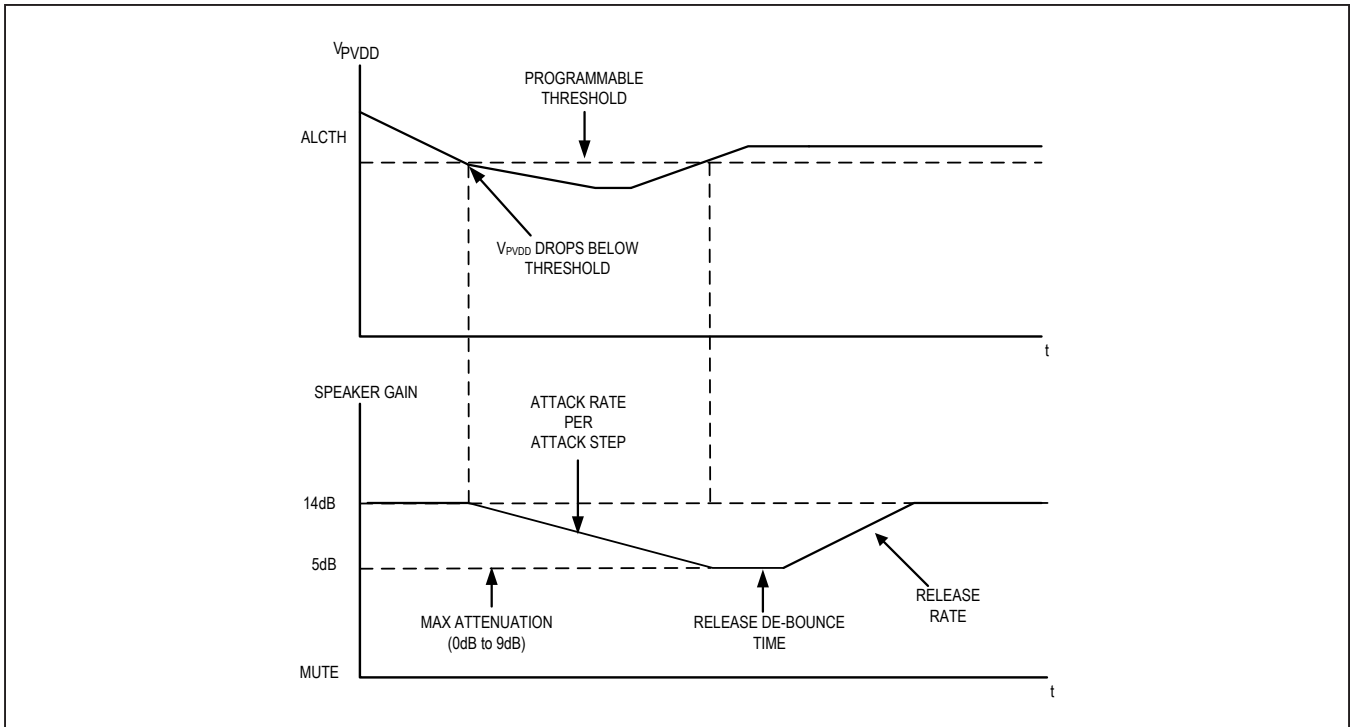 VPVDD
PROGRAMMABLE
THRESHOLD
ALCTH
VPVDD DROPS BELOW
THRESHOLD
t
SPEAKER GAIN
ATTACK RATE
PER
ATTACK STEP
14dB
5dB
MAX ATTENUATION
(0dB to 9dB)
RELEASE DE-BOUNCE
TIME
RELEASE
RATE
MUTE
t